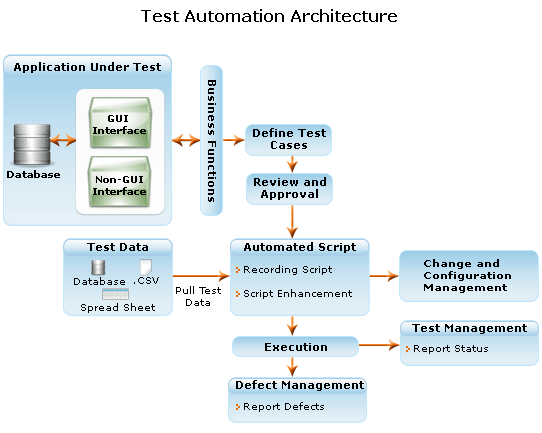 Test Automation Architecture
Application Under Test
GUI
Interface
Database
Non-GUI
Interface
Business Functions
Define Test
Cases
Review and
Approval
Test Data
Database
.CSV
Spread Sheet
Pull Test
Data
Automated Script
Recording Script
Script Enhancement
Change and
Configuration
Management
Execution
Test Management
Report Status
Defect Management
Report Defects